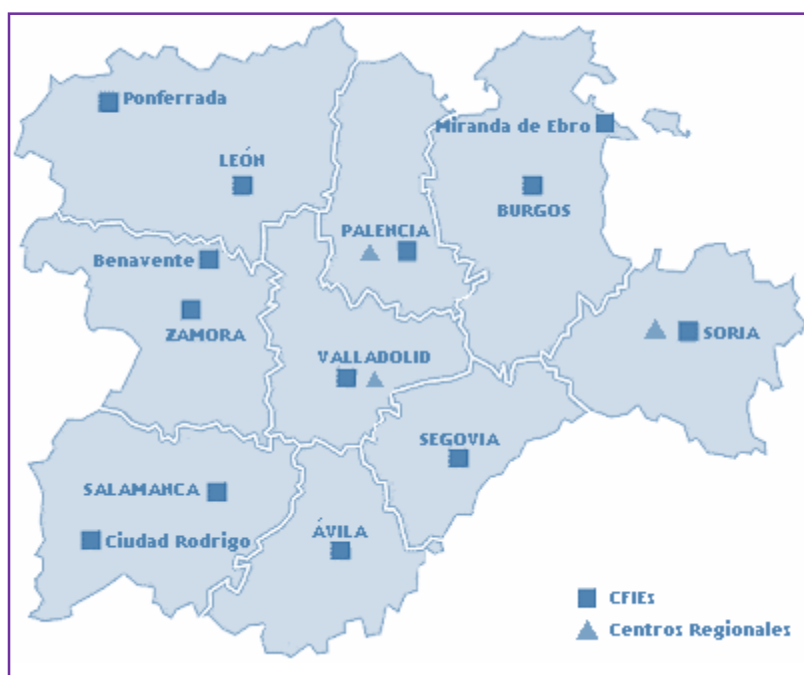 Ponferrada
Miranda de Ebro
LEÓN
BURGOS
PALENCIA
Benavente
ZAMORA
SORIA
VALLADOLID
SEGOVIA
SALAMANCA
Ciudad Rodrigo
ÁVILA
CFIEs
Centros Regionales